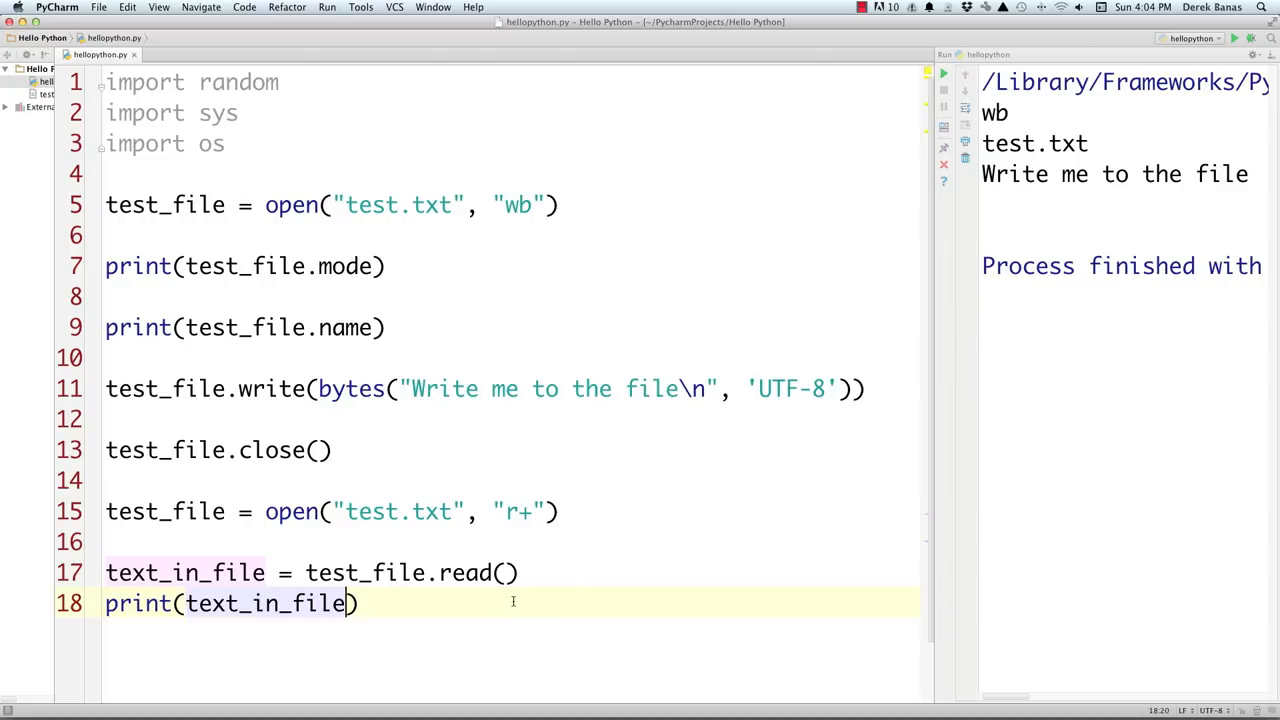 PyCharm File Edit View Navigate Code Refactor Run Tools VCS Window Help 10 Sun 4:04 PM Derek Banas
hellopython.py - Hello Python - [~/PycharmProjects/Hello Python]
Hello Python hellopython.py hellopython
hellopython.py Run hellopython
Hello P
hello
test
Externa
1 import random
2 import sys
3 import os
4
5 test_file = open("test.txt", "wb")
6
7 print(test_file.mode)
8
9 print(test_file.name)
10
11 test_file.write(bytes("Write me to the file\n", 'UTF-8'))
12
13 test_file.close()
14
15 test_file = open("test.txt", "r+")
16
17 text_in_file = test_file.read()
18 print(text_in_file)
/Library/Frameworks/Py
wb
test.txt
Write me to the file
Process finished with
18:20 LF UTF-8